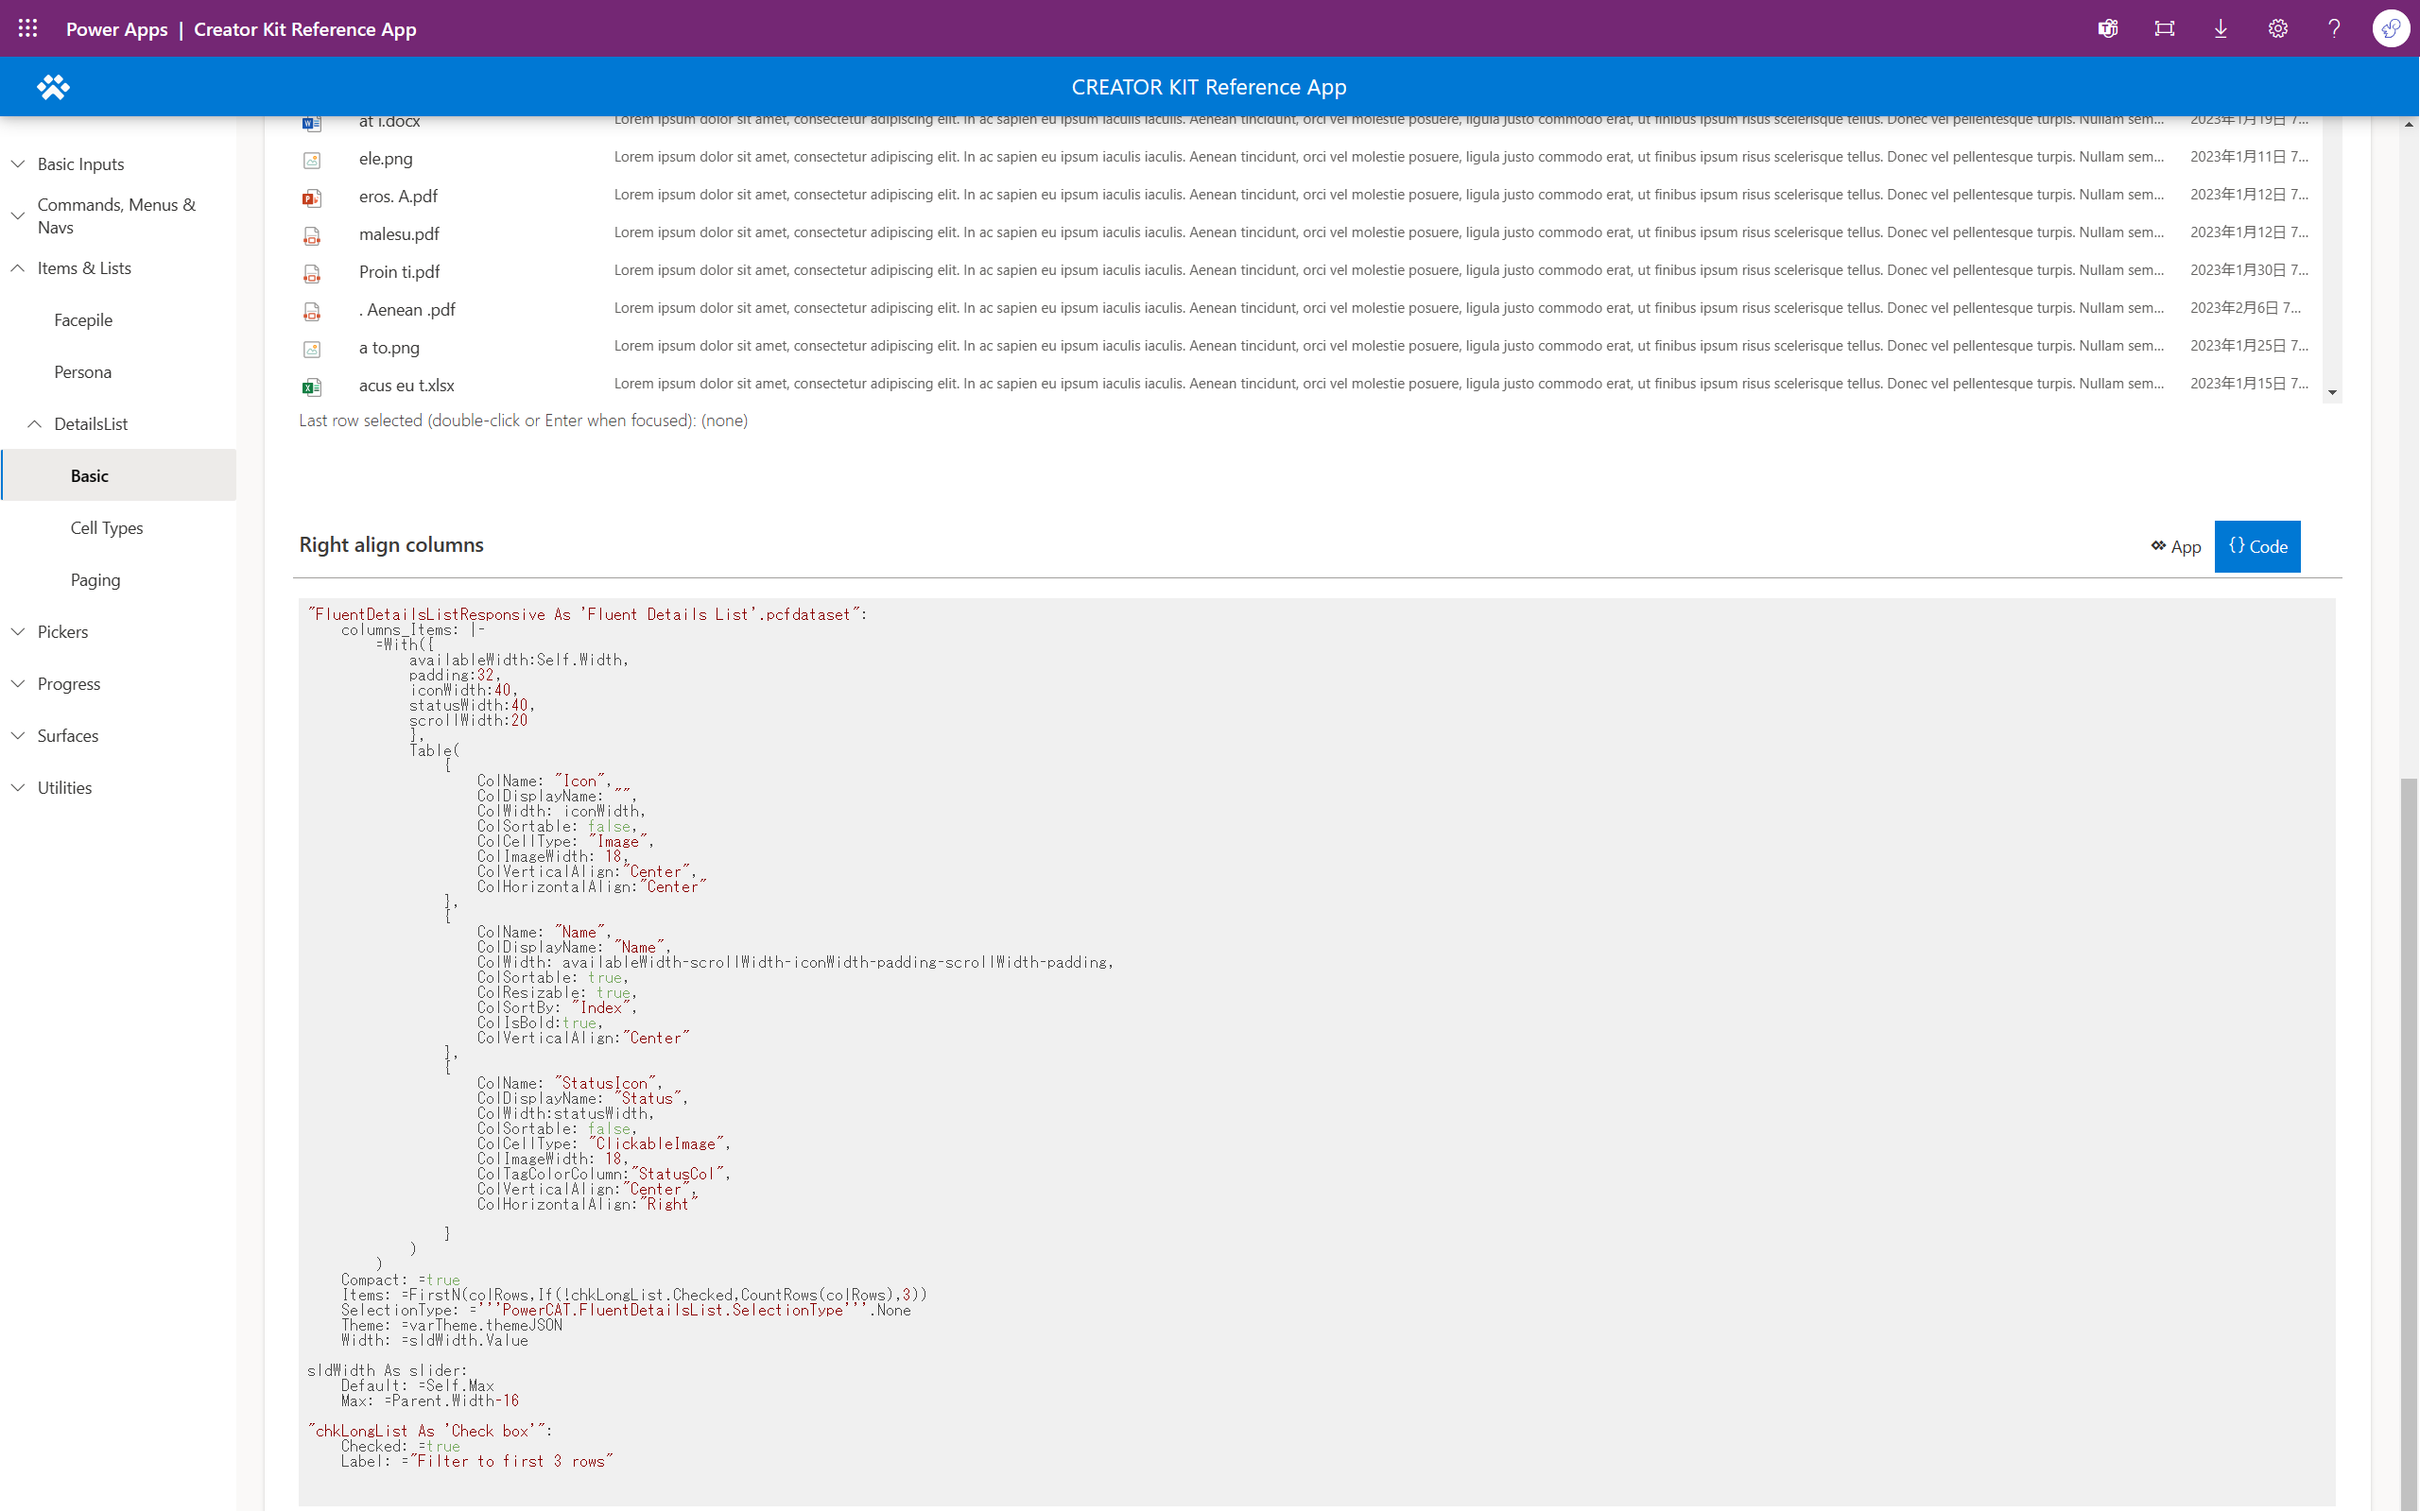 Power Apps | Creator Kit Reference App
CREATOR KIT Reference App
Basic Inputs
Commands, Menus &
Navs
Items & Lists
Facepile
Persona
DetailsList
Basic
Cell Types
Paging
Pickers
Progress
Surfaces
Utilities
at i.docx Lorem ipsum dolor sit amet, consectetur adipiscing elit. In ac sapien eu ipsum iaculis iaculis. Aenean tincidunt, orci vel molestie posuere, ligula justo commodo erat, ut finibus ipsum risus scelerisque tellus. Donec vel pellentesque turpis. Nullam sem... 2023年1月19日 7...
ele.png Lorem ipsum dolor sit amet, consectetur adipiscing elit. In ac sapien eu ipsum iaculis iaculis. Aenean tincidunt, orci vel molestie posuere, ligula justo commodo erat, ut finibus ipsum risus scelerisque tellus. Donec vel pellentesque turpis. Nullam sem... 2023年1月11日 7...
eros. A.pdf Lorem ipsum dolor sit amet, consectetur adipiscing elit. In ac sapien eu ipsum iaculis iaculis. Aenean tincidunt, orci vel molestie posuere, ligula justo commodo erat, ut finibus ipsum risus scelerisque tellus. Donec vel pellentesque turpis. Nullam sem... 2023年1月12日 7...
malesu.pdf Lorem ipsum dolor sit amet, consectetur adipiscing elit. In ac sapien eu ipsum iaculis iaculis. Aenean tincidunt, orci vel molestie posuere, ligula justo commodo erat, ut finibus ipsum risus scelerisque tellus. Donec vel pellentesque turpis. Nullam sem... 2023年1月12日 7...
Proin ti.pdf Lorem ipsum dolor sit amet, consectetur adipiscing elit. In ac sapien eu ipsum iaculis iaculis. Aenean tincidunt, orci vel molestie posuere, ligula justo commodo erat, ut finibus ipsum risus scelerisque tellus. Donec vel pellentesque turpis. Nullam sem... 2023年1月30日 7...
. Aenean .pdf Lorem ipsum dolor sit amet, consectetur adipiscing elit. In ac sapien eu ipsum iaculis iaculis. Aenean tincidunt, orci vel molestie posuere, ligula justo commodo erat, ut finibus ipsum risus scelerisque tellus. Donec vel pellentesque turpis. Nullam sem... 2023年2月6日 7...
a to.png Lorem ipsum dolor sit amet, consectetur adipiscing elit. In ac sapien eu ipsum iaculis iaculis. Aenean tincidunt, orci vel molestie posuere, ligula justo commodo erat, ut finibus ipsum risus scelerisque tellus. Donec vel pellentesque turpis. Nullam sem... 2023年1月25日 7...
acus eu t.xlsx Lorem ipsum dolor sit amet, consectetur adipiscing elit. In ac sapien eu ipsum iaculis iaculis. Aenean tincidunt, orci vel molestie posuere, ligula justo commodo erat, ut finibus ipsum risus scelerisque tellus. Donec vel pellentesque turpis. Nullam sem... 2023年1月15日 7...
Last row selected (double-click or Enter when focused): (none)
Right align columns
App {} Code
"FluentDetailsListResponsive As 'Fluent Details List'.pcfdataset":
columns_Items: |-
=With({
availableWidth:Self.Width,
padding:32,
iconWidth:40,
statusWidth:40,
scrollWidth:20
},
Table(
{
ColName: "Icon",
ColDisplayName: "",
ColWidth: iconWidth,
ColSortable: false,
ColCellType: "Image",
ColImageWidth: 18,
ColVerticalAlign:"Center",
ColHorizontalAlign:"Center"
},
{
ColName: "Name",
ColDisplayName: "Name",
ColWidth: availableWidth-scrollWidth-iconWidth-padding-scrollWidth-padding,
ColSortable: true,
ColResizable: true,
ColSortBy: "Index",
ColIsBold:true,
ColVerticalAlign:"Center"
},
{
ColName: "StatusIcon",
ColDisplayName: "Status",
ColWidth:statusWidth,
ColSortable: false,
ColCellType: "ClickableImage",
ColImageWidth: 18,
ColTagColorColumn:"StatusCol",
ColVerticalAlign:"Center",
ColHorizontalAlign:"Right"
}
)
)
Compact: =true
Items: =FirstN(colRows,If(!chkLongList.Checked,CountRows(colRows),3))
SelectionType: ='''PowerCAT.FluentDetailsList.SelectionType'''.None
Theme: =varTheme.themeJSON
Width: =sldWidth.Value
sldWidth As slider:
Default: =Self.Max
Max: =Parent.Width-16
"chkLongList As 'Check box'":
Checked: =true
Label: ="Filter to first 3 rows"